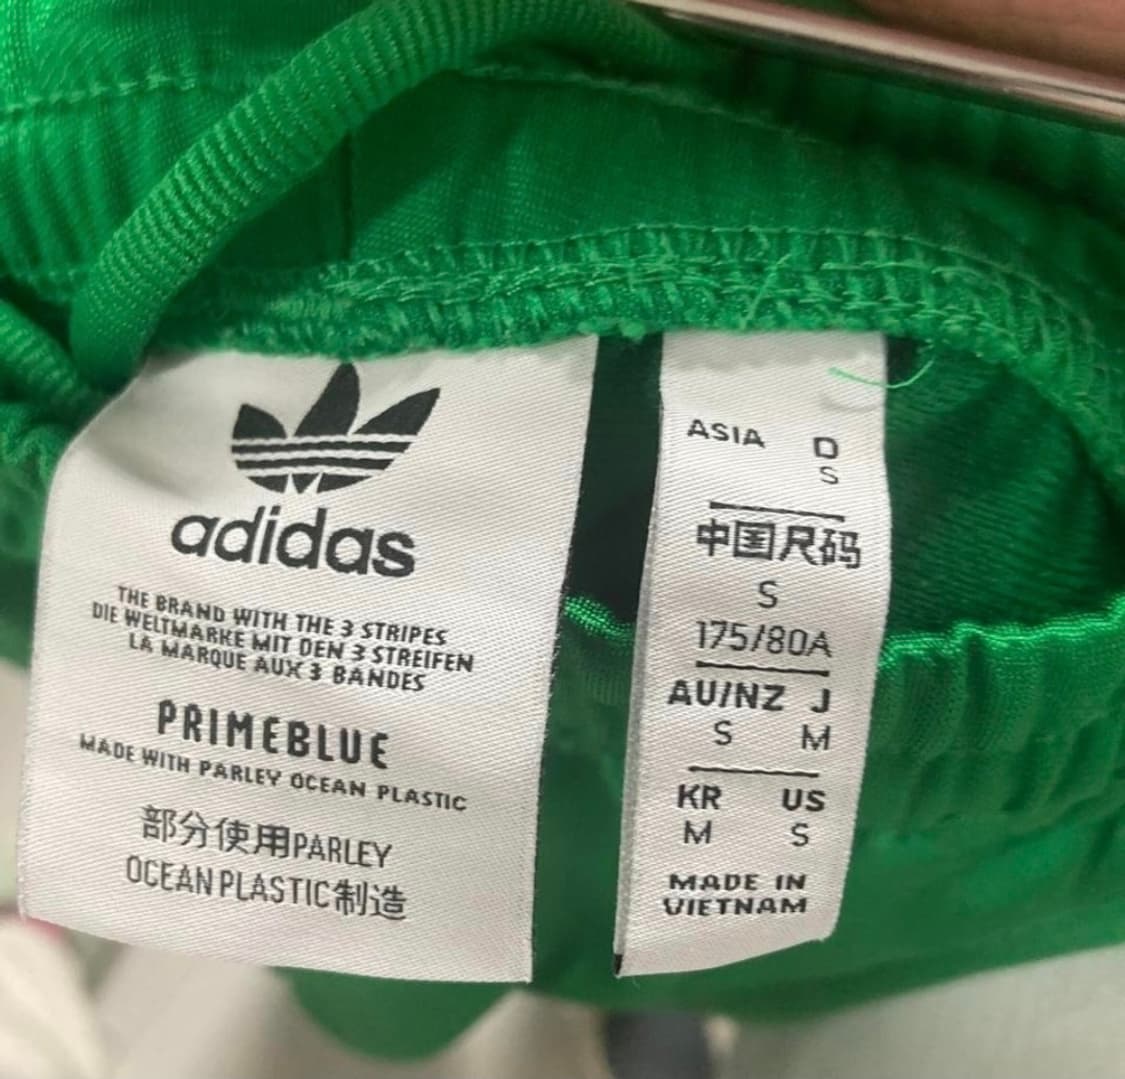 adidas
THE BRAND WITH THE 3 STRIPES
DIE WELTMARKE MIT DEN 3 STREIFEN
LA MARQUE AUX 3 BANDES
PRIMEBLUE
MADE WITH PARLEY OCEAN PLASTIC
部分使用PARLEY
OCEAN PLASTIC制造
ASIA D
S
中国尺码
S
175/80A
AU/NZ J
S M
KR US
M S
MADE IN
VIETNAM